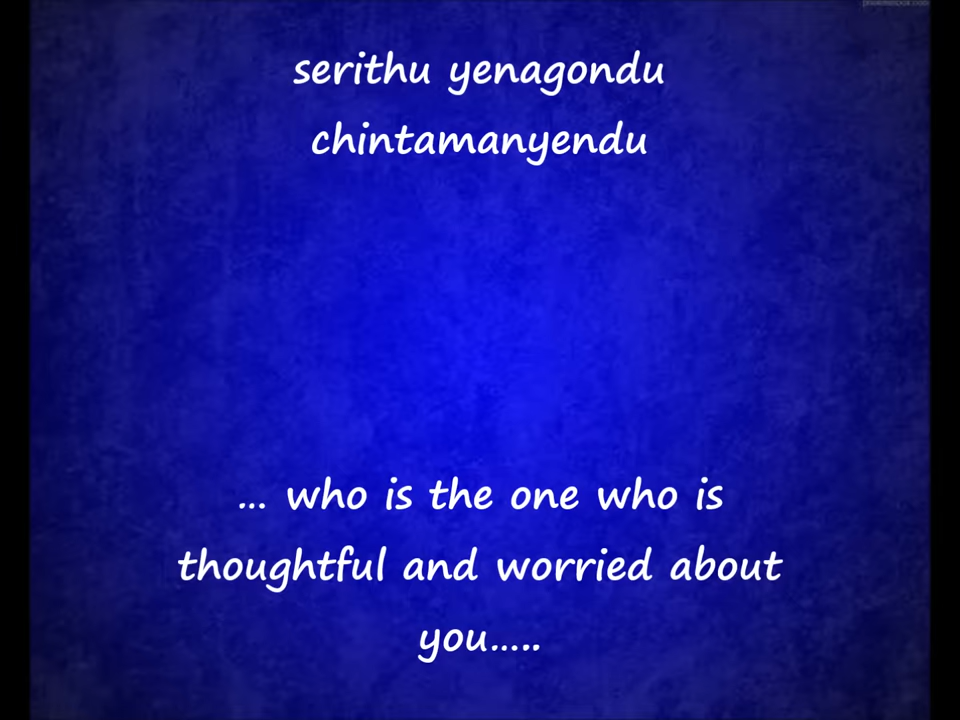 serithu yenagondu
chintamanyendu
... who is the one who is
thoughtful and worried about
you.....